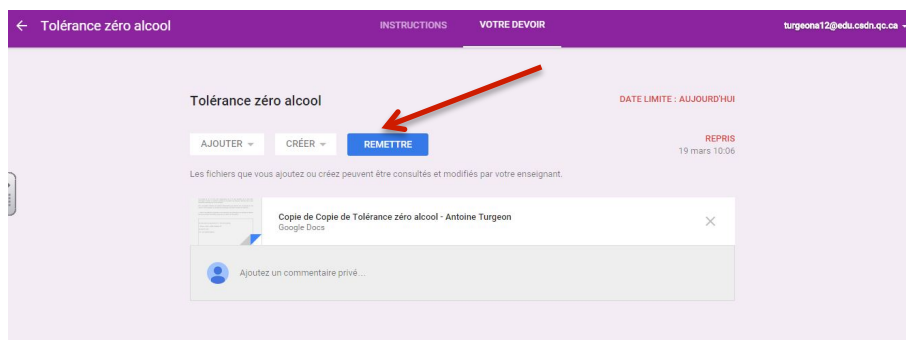 Tolérance zéro alcool
INSTRUCTIONS
VOTRE DEVOIR
turgeona12@edu.csdn.qc.ca
Tolérance zéro alcool
DATE LIMITE : AUJOURD'HUI
AJOUTER
CRÉER
REMETTRE
REPRIS
19 mars 10:06
Les fichiers que vous ajoutez ou créez peuvent être consultés et modifiés par votre enseignant.
Copie de Copie de Tolérance zéro alcool - Antoine Turgeon
Google Docs
Ajoutez un commentaire privé...